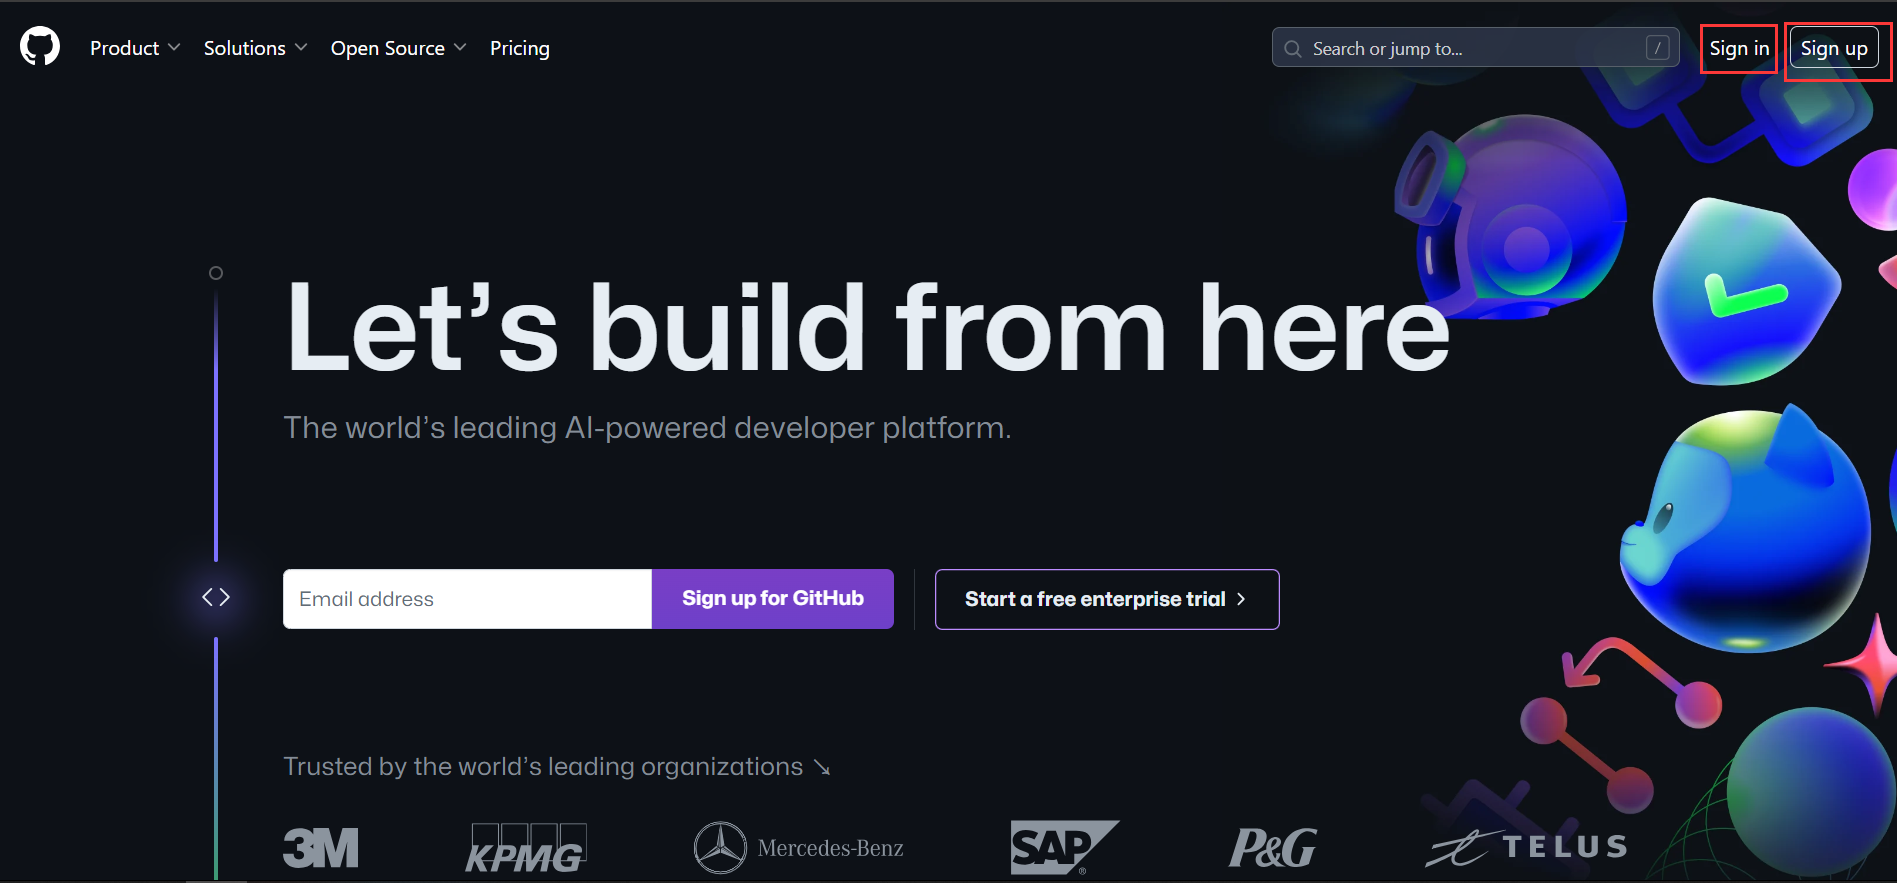 Product Solutions Open Source Pricing Search or jump to... / Sign in Sign up
Let’s build from here
The world’s leading AI-powered developer platform.
Email address Sign up for GitHub Start a free enterprise trial
Trusted by the world’s leading organizations ↘
3M KPMG Mercedes-Benz SAP® P&G TELUS